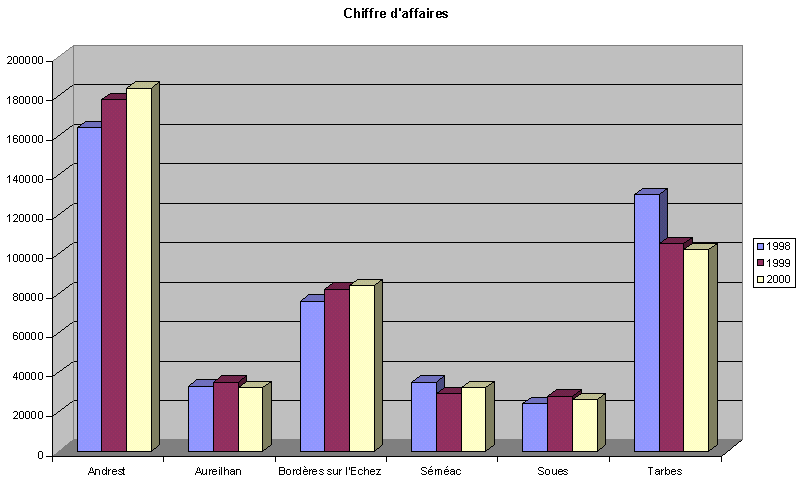 Chiffre d'affaires
200000
180000
160000
140000
120000
100000
80000
60000
40000
20000
0
Andrest
Aureilhan
Bordères sur l'Echez
Séméac
Soues
Tarbes
1998
1999
2000